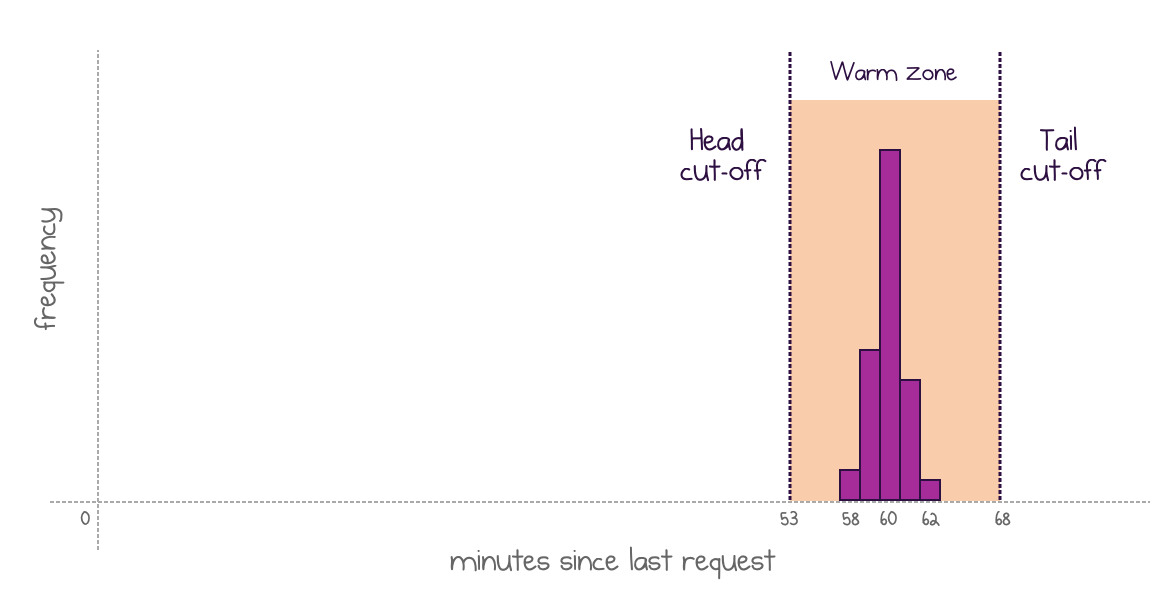 Warm zone
Head
cut-off
Tail
cut-off
frequency
0
53
58
60
62
68
minutes since last request